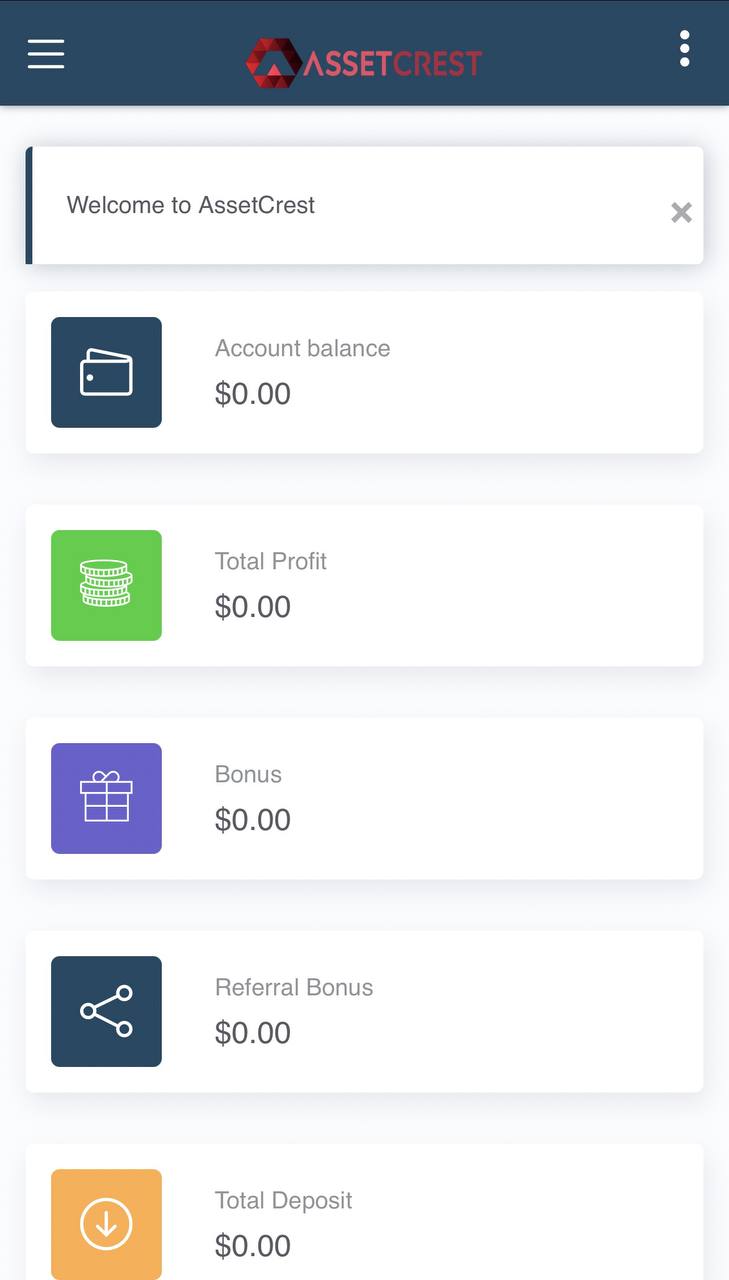 ASSETCREST
Welcome to AssetCrest
×
Account balance
$0.00
Total Profit
$0.00
Bonus
$0.00
Referral Bonus
$0.00
Total Deposit
$0.00